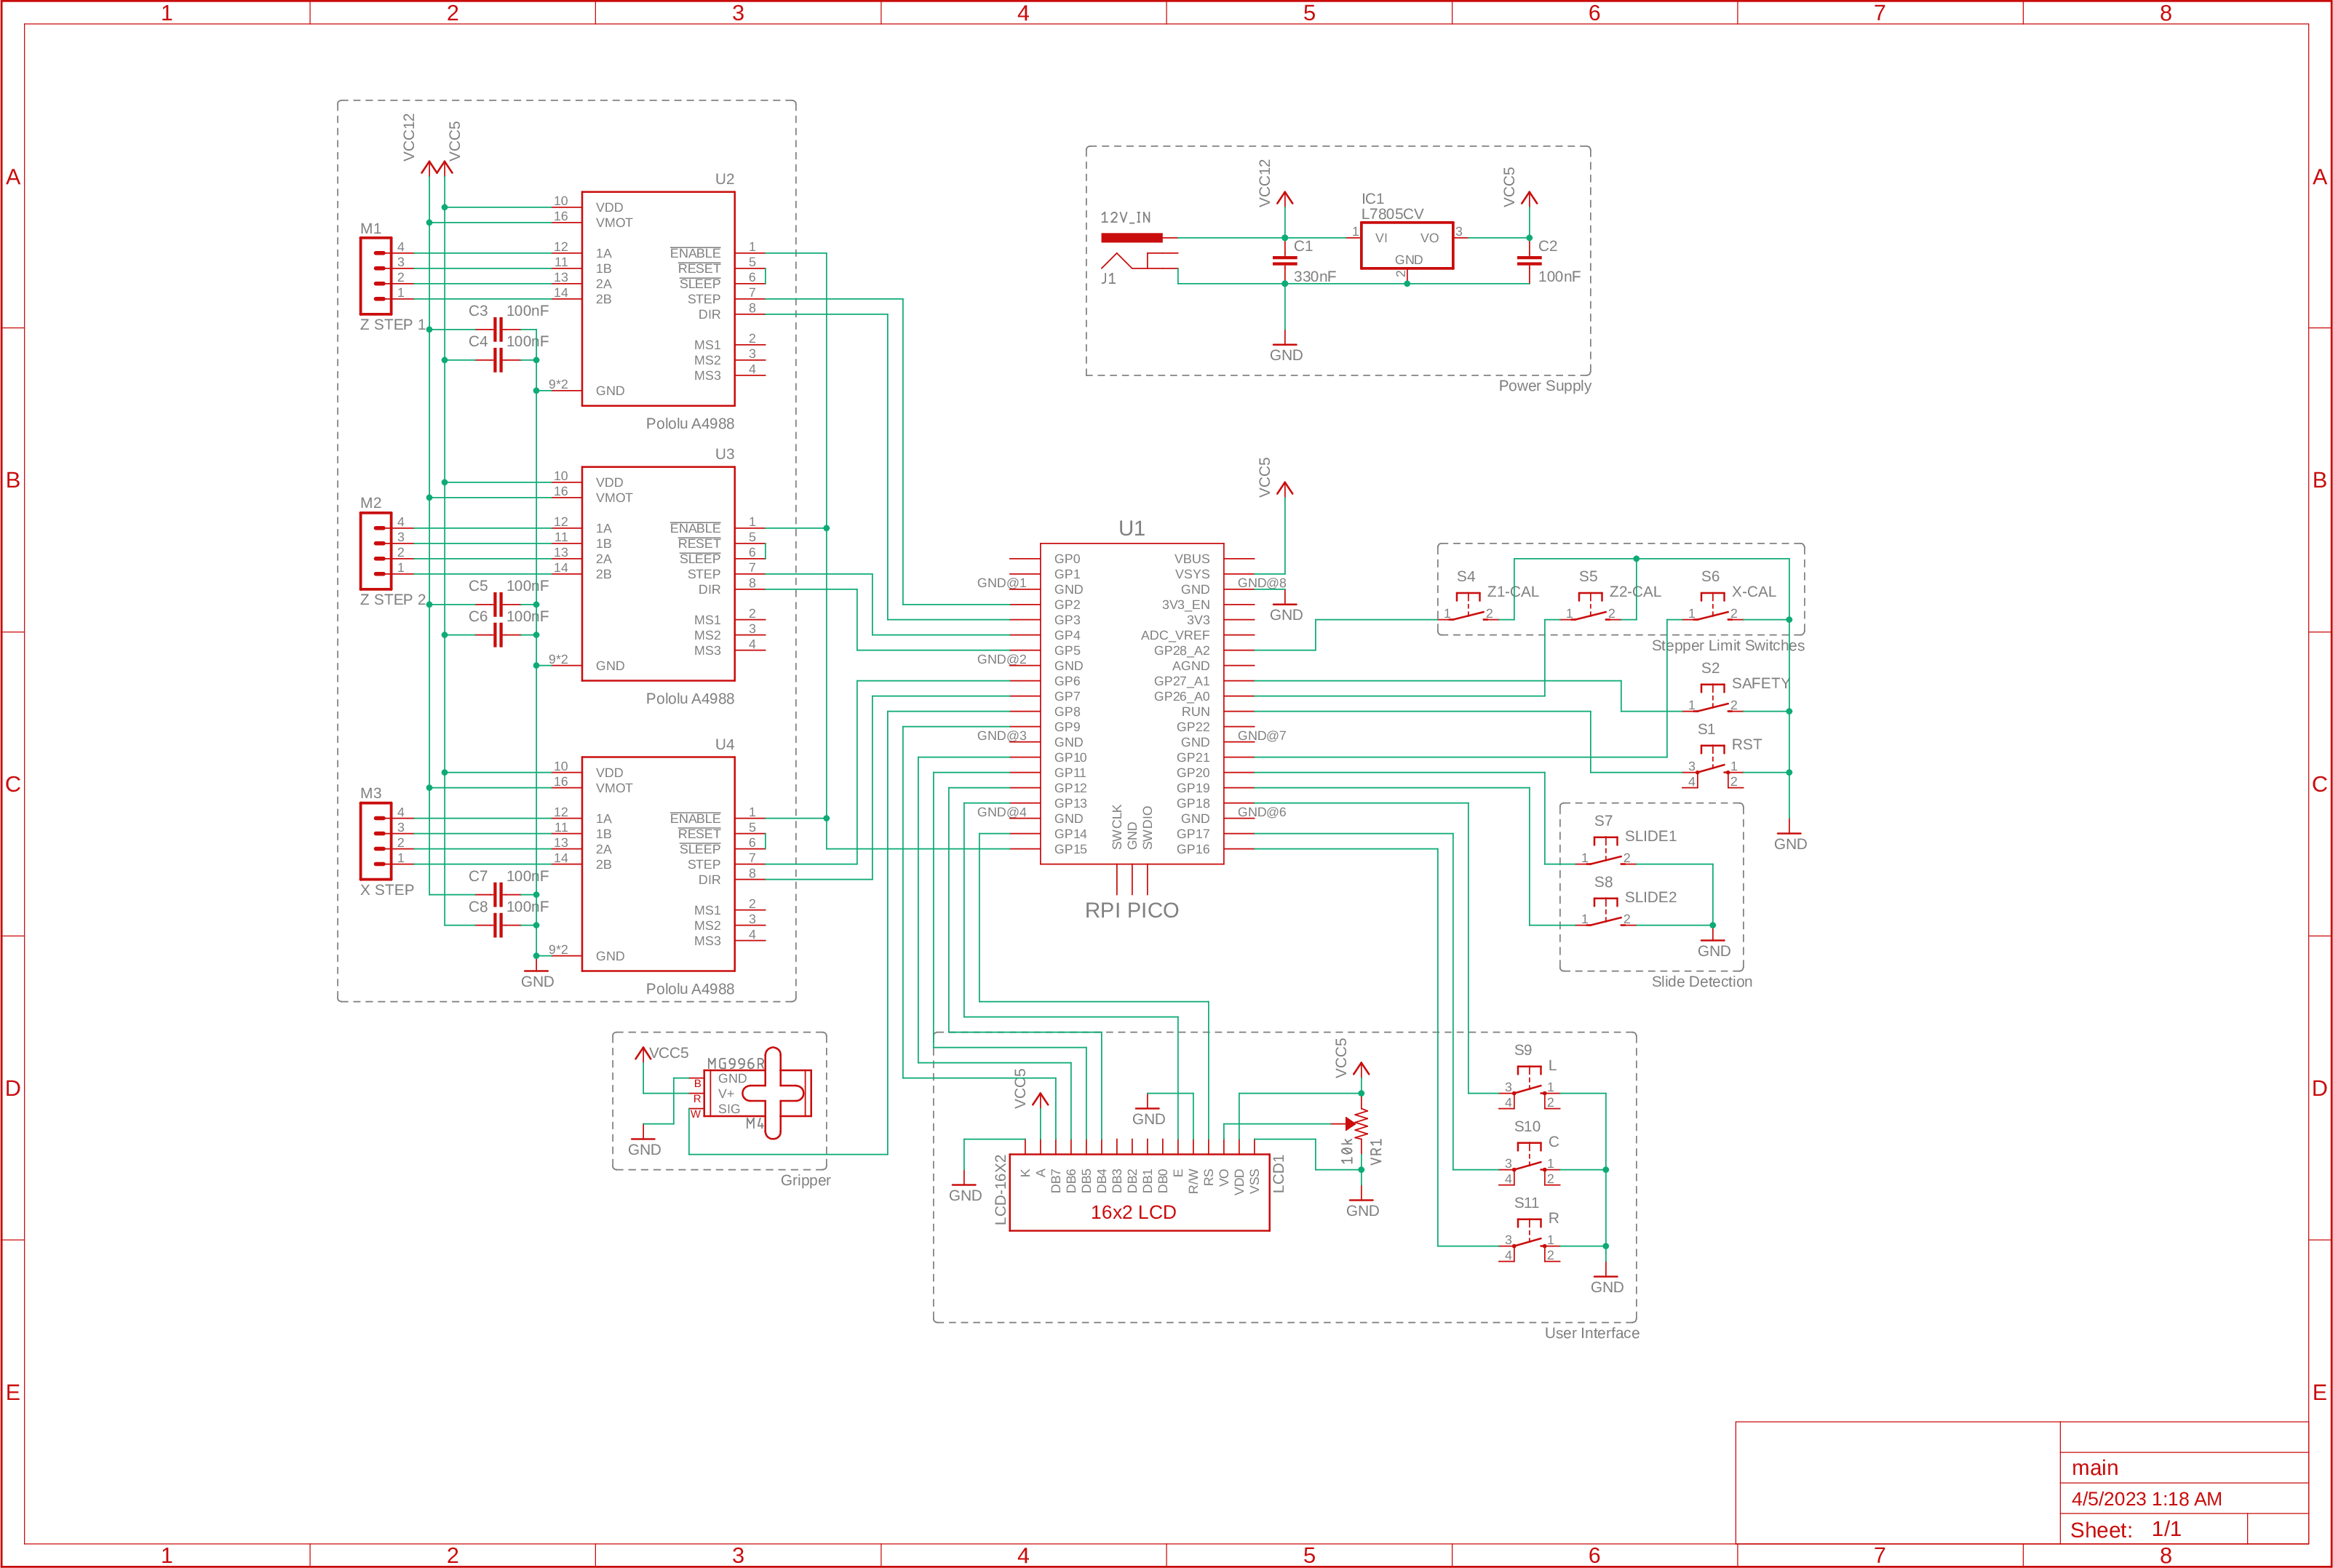 1 2 3 4 5 6 7 8
A A
B B
C C
D D
E E
VCC12
VCC5
U2
10 VDD
16 VMOT
12 1A
11 1B
13 2A
14 2B
9*2 GND
ENABLE 1
RESET 5
SLEEP 6
STEP 7
DIR 8
MS1 2
MS2 3
MS3 4
Pololu A4988
M1
4
3
2
1
Z STEP 1
C3 100nF
C4 100nF
U3
10 VDD
16 VMOT
12 1A
11 1B
13 2A
14 2B
9*2 GND
ENABLE 1
RESET 5
SLEEP 6
STEP 7
DIR 8
MS1 2
MS2 3
MS3 4
Pololu A4988
M2
4
3
2
1
Z STEP 2
C5 100nF
C6 100nF
U4
10 VDD
16 VMOT
12 1A
11 1B
13 2A
14 2B
9*2 GND
ENABLE 1
RESET 5
SLEEP 6
STEP 7
DIR 8
MS1 2
MS2 3
MS3 4
Pololu A4988
M3
4
3
2
1
X STEP
C7 100nF
C8 100nF
GND
VCC12
VCC5
12V_IN
J1
IC1
L7805CV
1 VI VO 3
GND
2
C1
330nF
C2
100nF
GND
Power Supply
VCC5
U1
GP0 VBUS
GP1 VSYS
GND@1 GND GND GND@8
GP2 3V3_EN
GP3 3V3
GP4 ADC_VREF
GP5 GP28_A2
GND@2 GND AGND
GP6 GP27_A1
GP7 GP26_A0
GP8 RUN
GP9 GP22
GND@3 GND GND GND@7
GP10 GP21
GP11 GP20
GP12 GP19
GP13 GP18
GND@4 GND GND GND@6
GP14 GP17
GP15 GP16
SWCLK
GND
SWDIO
RPI PICO
GND
S4 Z1-CAL
1 2
S5 Z2-CAL
1 2
S6 X-CAL
1 2
Stepper Limit Switches
S2 SAFETY
1 2
S1 RST
3 1
4 2
GND
S7 SLIDE1
1 2
S8 SLIDE2
1 2
GND
Slide Detection
VCC5
MG996R
B GND
R V+
W SIG
M4
GND
Gripper
VCC5
GND
GND
LCD-16X2
K
A
DB7
DB6
DB5
DB4
DB3
DB2
DB1
DB0
E
R/W
RS
VO
VDD
VSS
LCD1
16x2 LCD
VCC5
10k
VR1
GND
S9 L
3 1
4 2
S10 C
3 1
4 2
S11 R
3 1
4 2
GND
User Interface
main
4/5/2023 1:18 AM
Sheet: 1/1
1 2 3 4 5 6 7 8